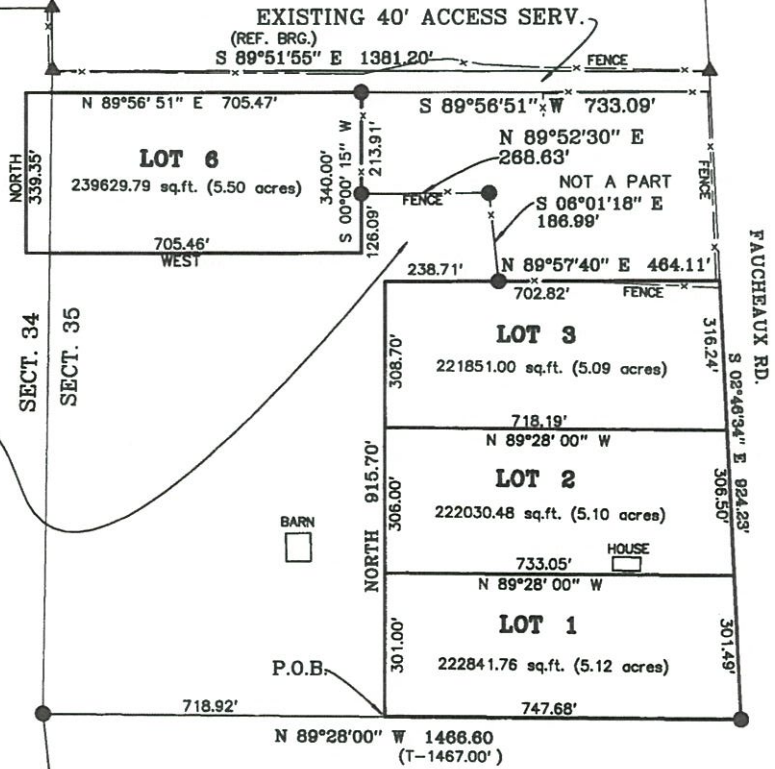 EXISTING 40' ACCESS SERV.
(REF. BRG.)
S 89°51'55" E 1381.20'
FENCE
N 89°56' 51" E 705.47'
S 89°56'51" W 733.09'
N 89°52'30" E
268.63'
NORTH
339.35'
LOT 6
239629.79 sq.ft. (5.50 acres)
340.00'
S 00°00' 15" W
213.91'
126.09'
FENCE
NOT A PART
S 06°01'18" E
186.99'
FENCE
705.46'
WEST
238.71'
N 89°57'40" E 464.11'
702.82'
FENCE
FAUCHEAUX RD.
SECT. 34
SECT. 35
308.70'
LOT 3
221851.00 sq.ft. (5.09 acres)
316.24'
S 02°46'34" E 924.23'
718.19'
N 89°28' 00" W
NORTH 915.70'
306.00'
LOT 2
222030.48 sq.ft. (5.10 acres)
306.50'
BARN
HOUSE
733.05'
N 89°28' 00" W
301.00'
LOT 1
222841.76 sq.ft. (5.12 acres)
301.49'
P.O.B.
718.92'
747.68'
N 89°28'00" W 1466.60
(T-1467.00')